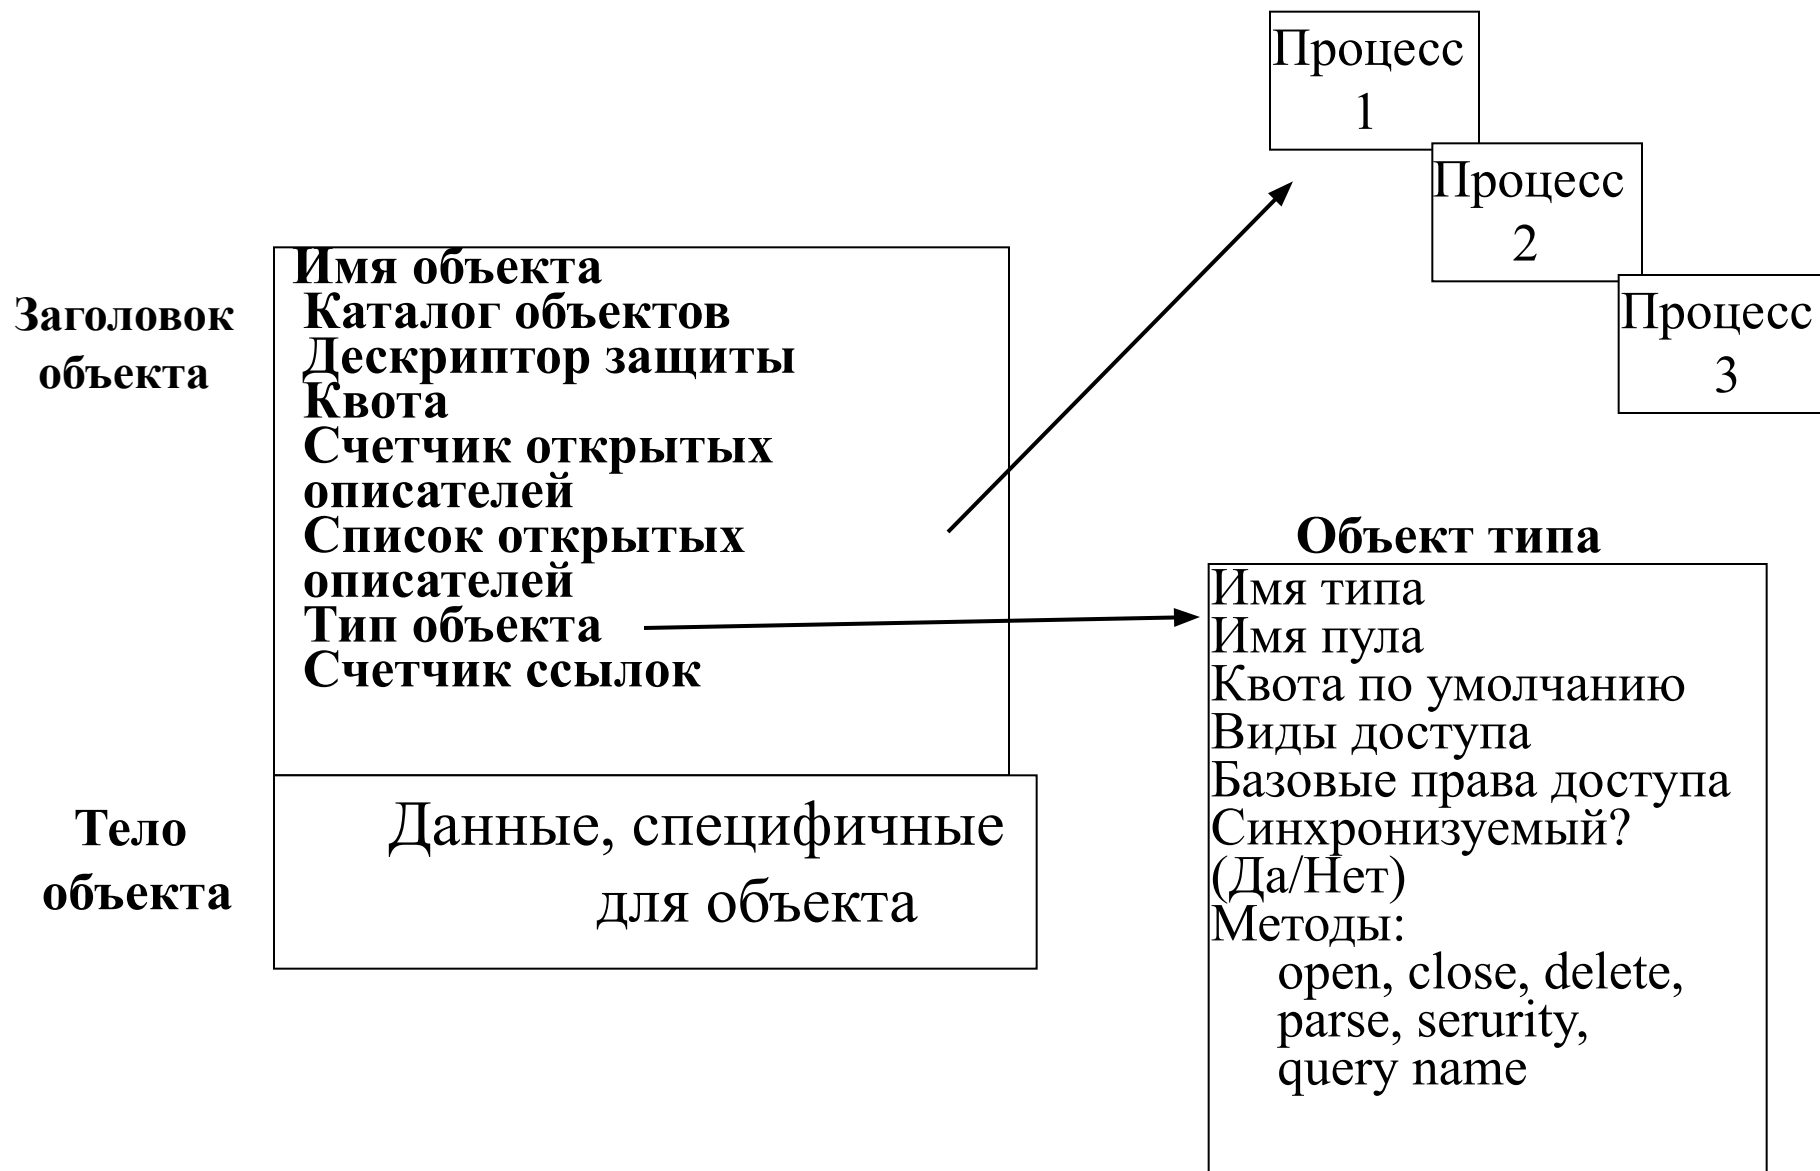 Процесс
1
Процесс
2
Процесс
3
Заголовок
объекта
Имя объекта
Каталог объектов
Дескриптор защиты
Квота
Счетчик открытых
описателей
Список открытых
описателей
Тип объекта
Счетчик ссылок
Тело
объекта
Данные, специфичные
для объекта
Объект типа
Имя типа
Имя пула
Квота по умолчанию
Виды доступа
Базовые права доступа
Синхронизуемый?
(Да/Нет)
Методы:
open, close, delete,
parse, serurity,
query name